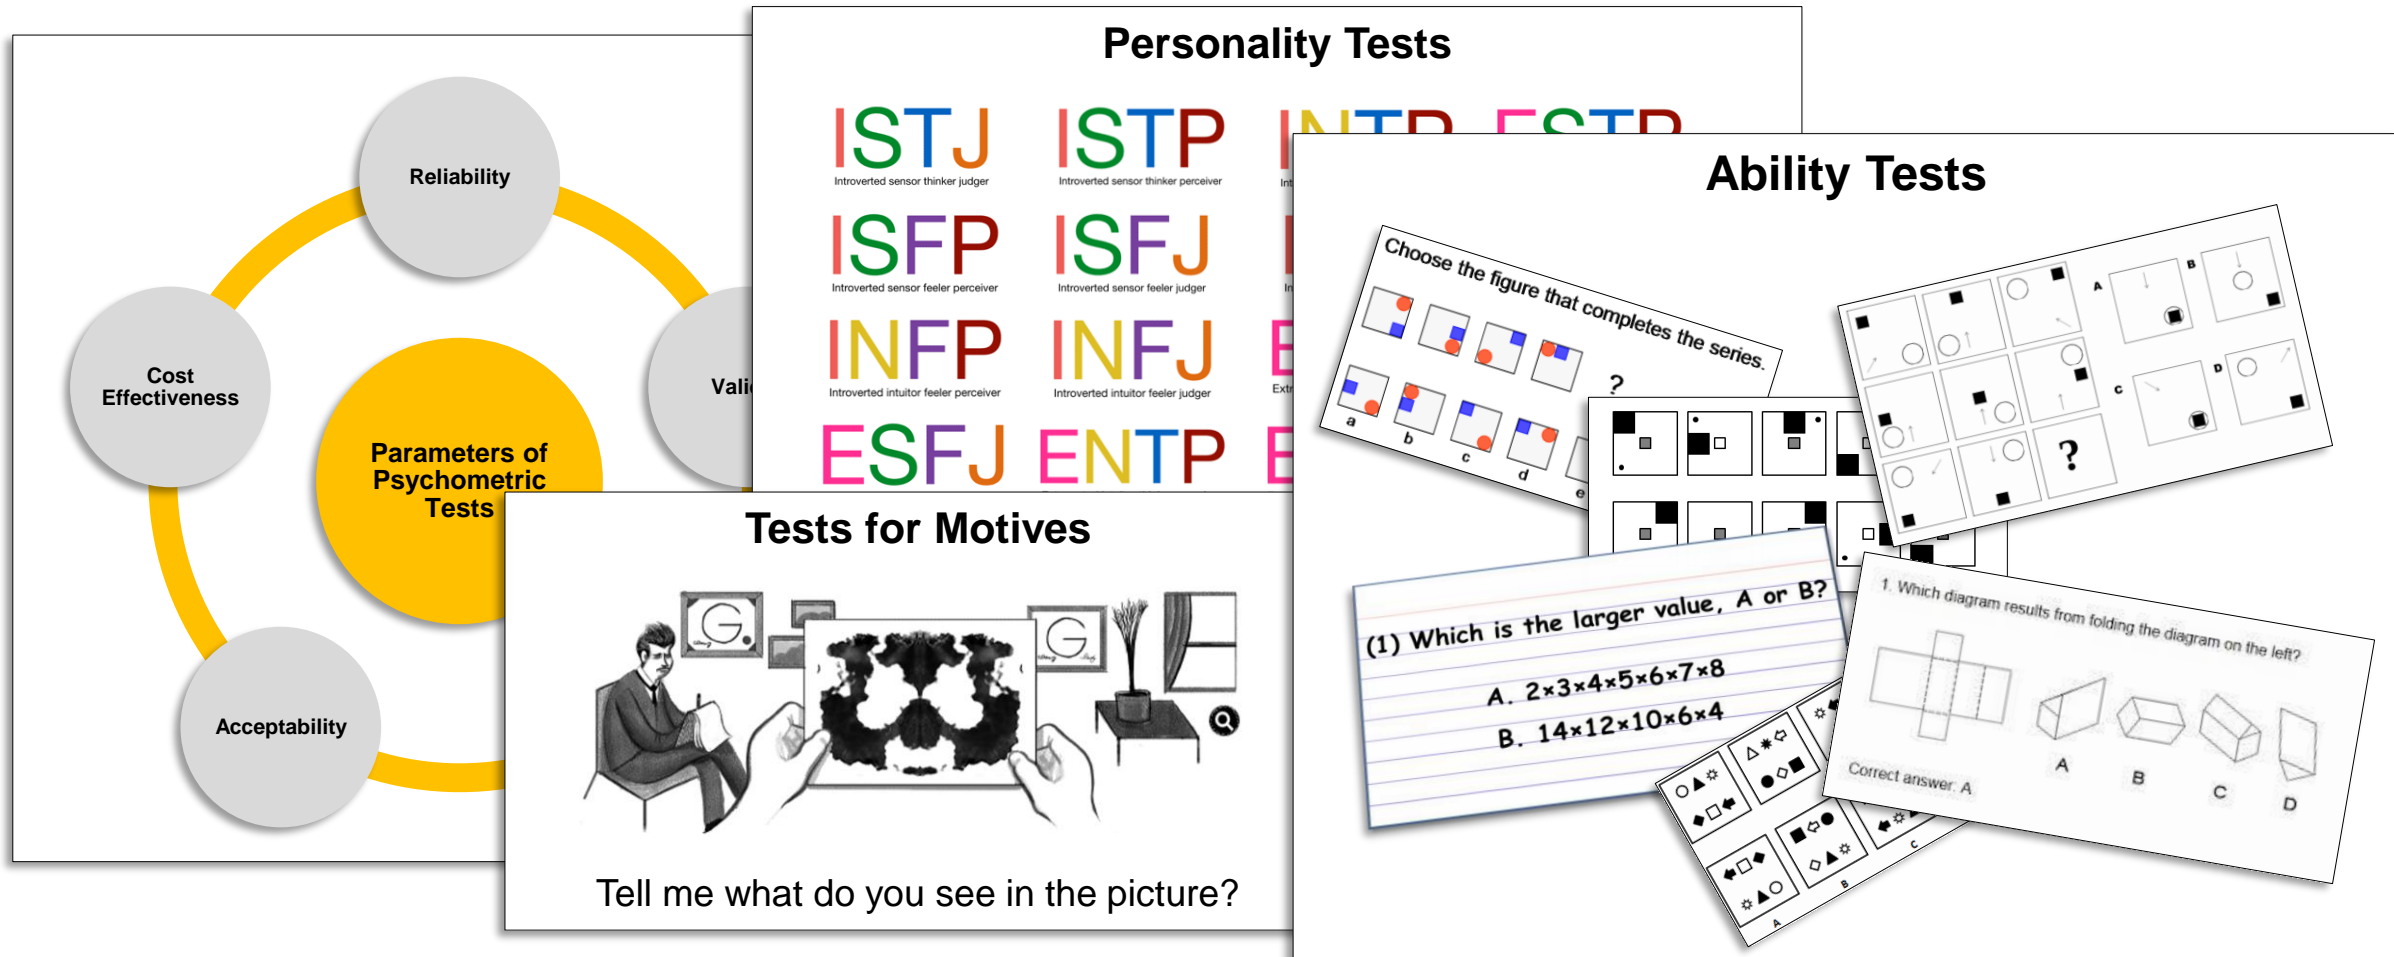 Reliability
Cost
Effectiveness
Parameters of
Psychometric
Tests
Acceptability
Personality Tests
ISTJ
Introverted sensor thinker judger
ISTP
Introverted sensor thinker perceiver
ISFP
Introverted sensor feeler perceiver
ISFJ
Introverted sensor feeler judger
INFP
Introverted intuitor feeler perceiver
INFJ
Introverted intuitor feeler judger
ESFJ
ENTP
Tests for Motives
G.
G
Tell me what do you see in the picture?
Ability Tests
Choose the figure that completes the series.
?
a
b
c
d
e
A
B
C
D
?
(1) Which is the larger value, A or B?
A. 2×3×4×5×6×7×8
B. 14×12×10×6×4
A
B
C
1. Which diagram results from folding the diagram on the left?
A
B
C
D
Correct answer: A